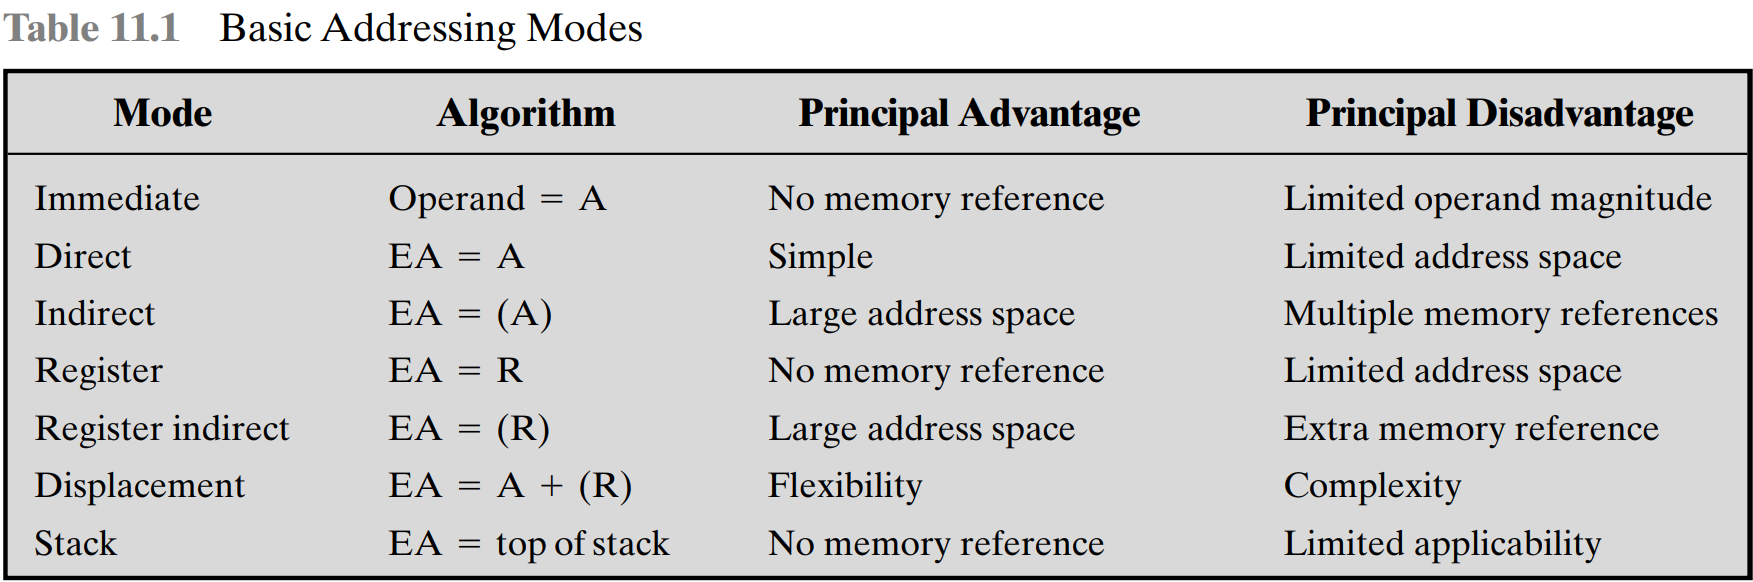 Table 11.1 Basic Addressing Modes
Mode Algorithm Principal Advantage Principal Disadvantage
Immediate Operand = A No memory reference Limited operand magnitude
Direct EA = A Simple Limited address space
Indirect EA = (A) Large address space Multiple memory references
Register EA = R No memory reference Limited address space
Register indirect EA = (R) Large address space Extra memory reference
Displacement EA = A + (R) Flexibility Complexity
Stack EA = top of stack No memory reference Limited applicability